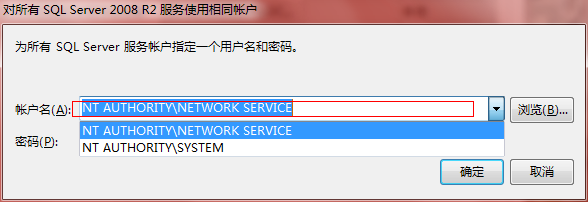 对所有 SQL Server 2008 R2 服务使用相同帐户
为所有 SQL Server 服务帐户指定一个用户名和密码。
帐户名(A): NT AUTHORITY\NETWORK SERVICE 浏览(B)...
NT AUTHORITY\NETWORK SERVICE
密码(P):
NT AUTHORITY\SYSTEM
确定 取消